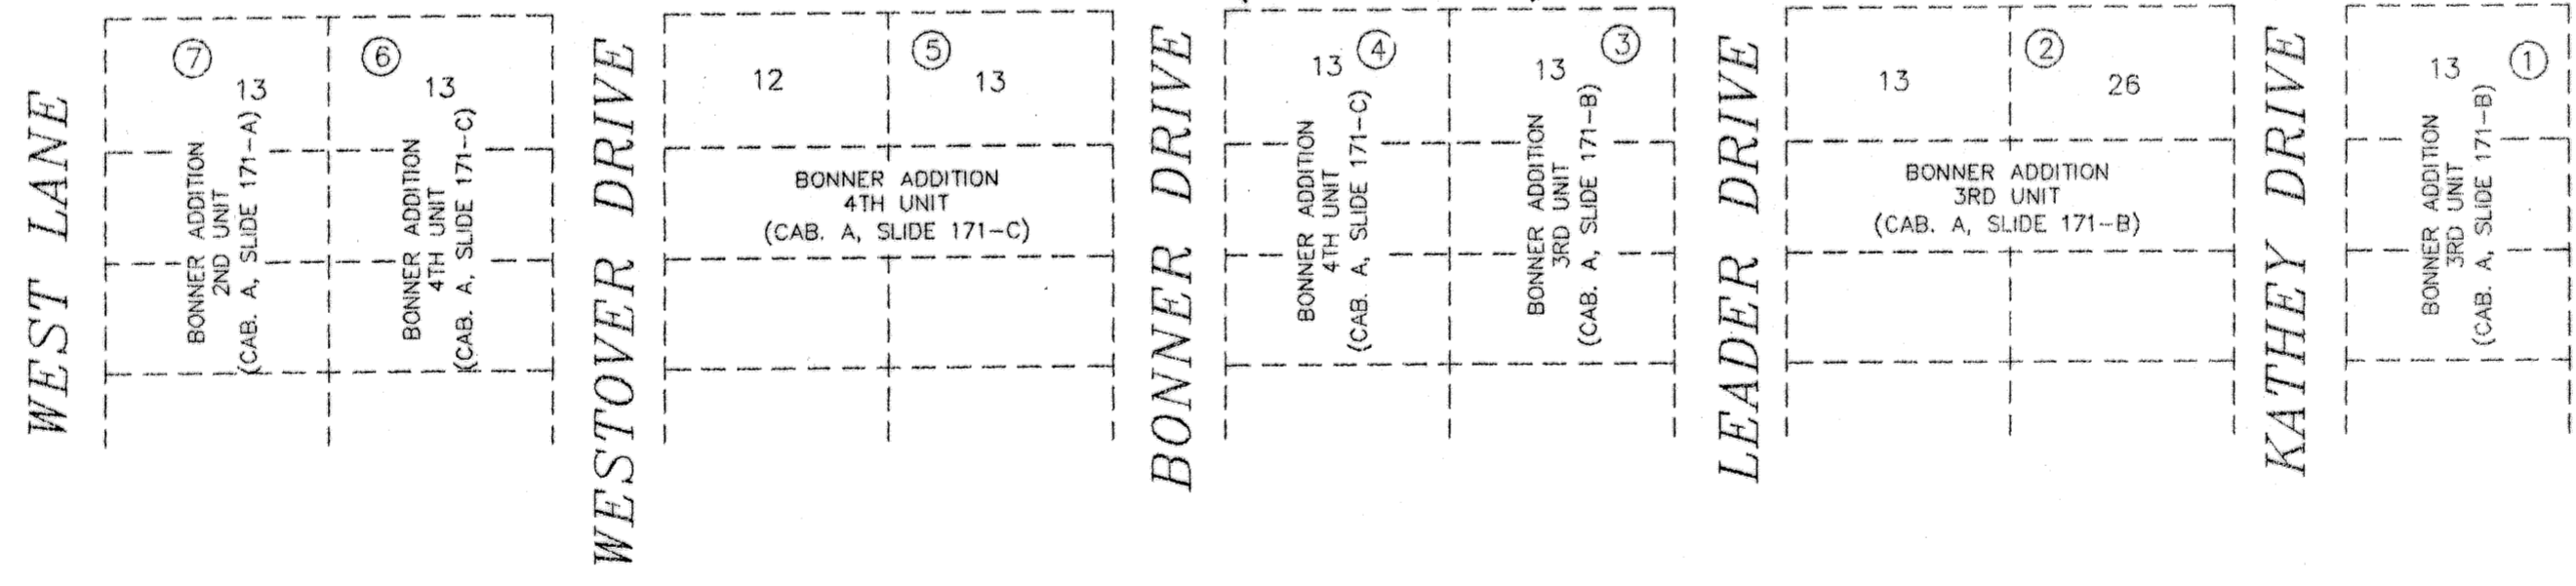 WEST LANE
7
13
BONNER ADDITION
2ND UNIT
(CAB. A, SLIDE 171-A)
6
13
BONNER ADDITION
4TH UNIT
(CAB. A, SLIDE 171-C)
WESTOVER DRIVE
12
5
13
BONNER ADDITION
4TH UNIT
(CAB. A, SLIDE 171-C)
BONNER DRIVE
13
4
BONNER ADDITION
4TH UNIT
(CAB. A, SLIDE 171-C)
13
3
BONNER ADDITION
3RD UNIT
(CAB. A, SLIDE 171-B)
LEADER DRIVE
13
2
26
BONNER ADDITION
3RD UNIT
(CAB. A, SLIDE 171-B)
KATHEY DRIVE
13
1
BONNER ADDITION
3RD UNIT
(CAB. A, SLIDE 171-B)